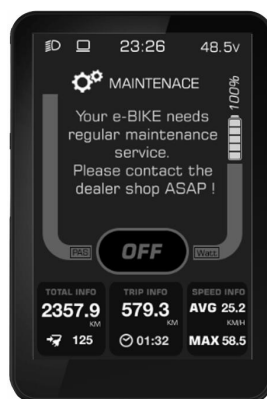 23:26 48.5v
MAINTENACE
100%
Your e-BIKE needs
regular maintenance
service.
Please contact the
dealer shop ASAP !
PAS OFF Watt
TOTAL INFO TRIP INFO SPEED INFO
2357.9 KM 579.3 KM AVG 25.2 KM/H
125 01:32 MAX 58.5